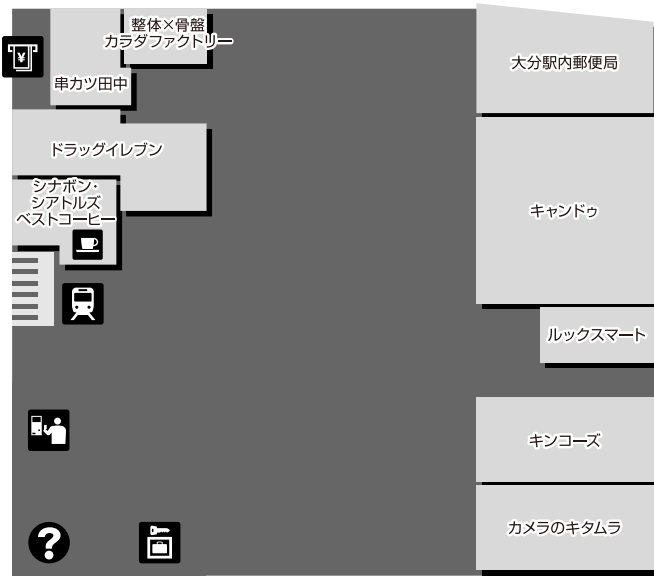 整体×骨盤
カラダファクトリー
¥
串カツ田中
大分駅内郵便局
ドラッグイレブン
シナボン・
シアトルズ
ベストコーヒー
キャンドゥ
ルックスマート
キンコーズ
カメラのキタムラ
?